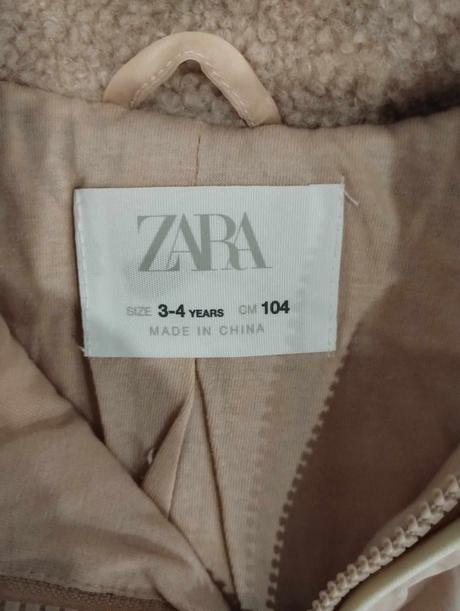 ZARA
SIZE 3-4 YEARS CM 104
MADE IN CHINA